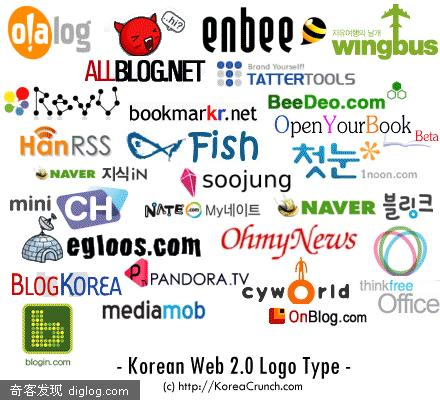 olalog
..hi?
ALLBLOG.NET
enbee
자유여행의 날개
wingbus
Brand Yourself!
TATTERTOOLS
RevU
bookmarkr.net
BeeDeo.com
OpenYourBook
Beta
HanRSS
Fish
첫눈
1noon.com
NAVER 지식iN
soojung
mini CH
NATE.com My네이트
NAVER 블링크
egloos.com
OhmyNews
BLOGKOREA
PANDORA.TV
cyworld
thinkfree
Office
mediamob
OnBlog.com
b
blogin.com
- Korean Web 2.0 Logo Type -
(c) http://KoreaCrunch.com
奇客发现 diglog.com